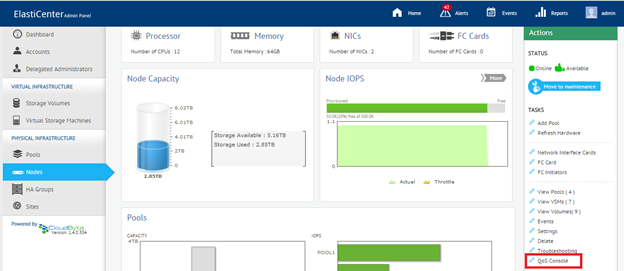 ElastiCenter Admin Panel
Home
42
Alerts
Events
Reports
admin
Dashboard
Accounts
Delegated Administrators
VIRTUAL INFRASTRUCTURE
Storage Volumes
Virtual Storage Machines
PHYSICAL INFRASTRUCTURE
Pools
Nodes
HA Groups
Sites
Powered by CloudByte
Version: 1.4.0.554
Processor
Number of CPUs : 12
Memory
Total Memory : 64GB
NICs
Number of NICs : 2
FC Cards
Number of FC Cards : 0
Node Capacity
8.02TB
6.01TB
4.01TB
2TB
0TB
2.85TB
Storage Available : 5.16TB
Storage Used : 2.85TB
Node IOPS
More
Provisioned
Free
1.1
0
Actual
Throttle
Pools
CAPACITY
4TB
IOPS
POOL1
Actions
STATUS
Online
Available
Move to maintenance
TASKS
Add Pool
Refresh Hardware
Network Interface Cards
FC Card
FC Initiators
View Pools ( 4 )
View VSMs ( 7 )
View Volumes( 9 )
Events
Settings
Delete
Troubleshooting
QoS Console